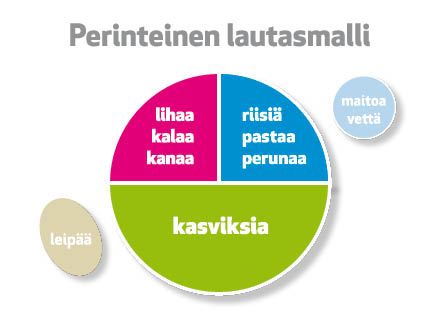 Perinteinen lautasmalli
lihaa
kalaa
kanaa
riisiä
pastaa
perunaa
maitoa
vettä
kasviksia
leipää